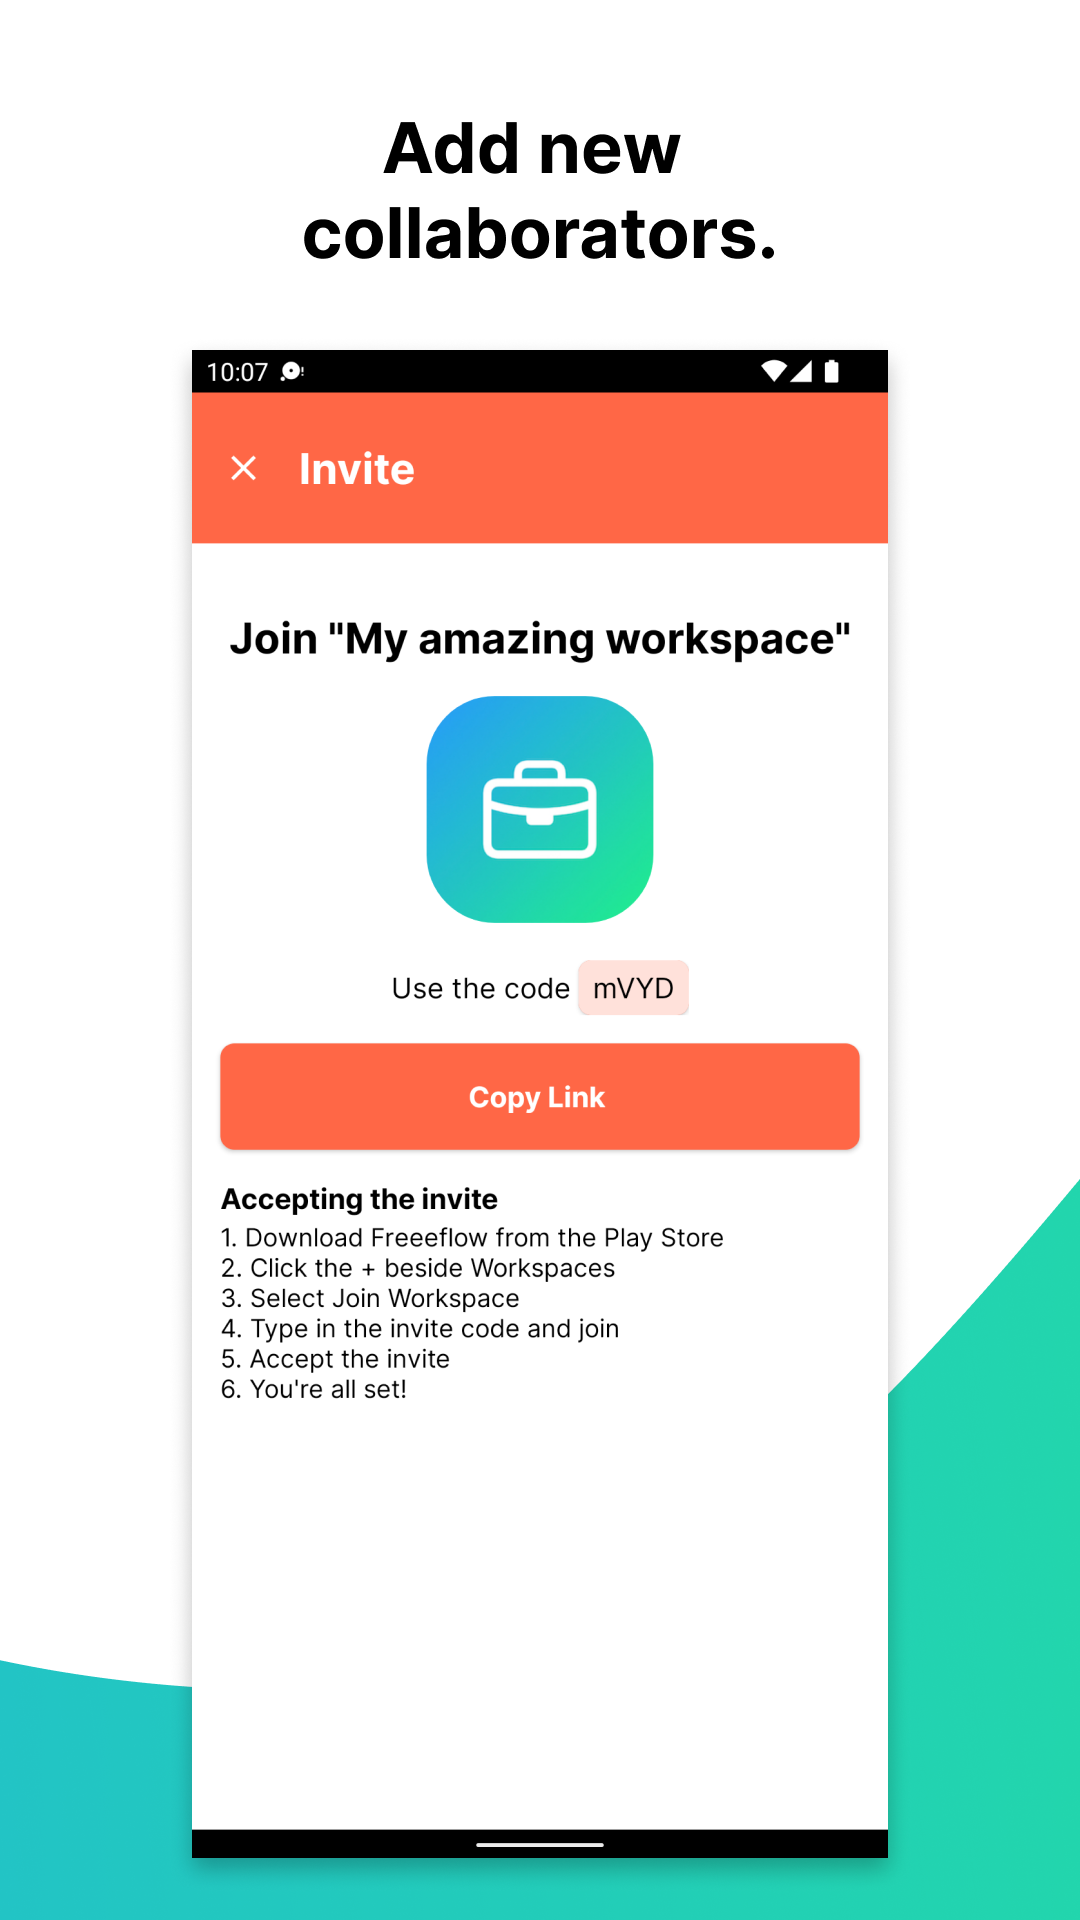 Add new
collaborators.
10:07
Invite
Join "My amazing workspace"
Use the code mVYD
Copy Link
Accepting the invite
1. Download Freeeflow from the Play Store
2. Click the + beside Workspaces
3. Select Join Workspace
4. Type in the invite code and join
5. Accept the invite
6. You're all set!